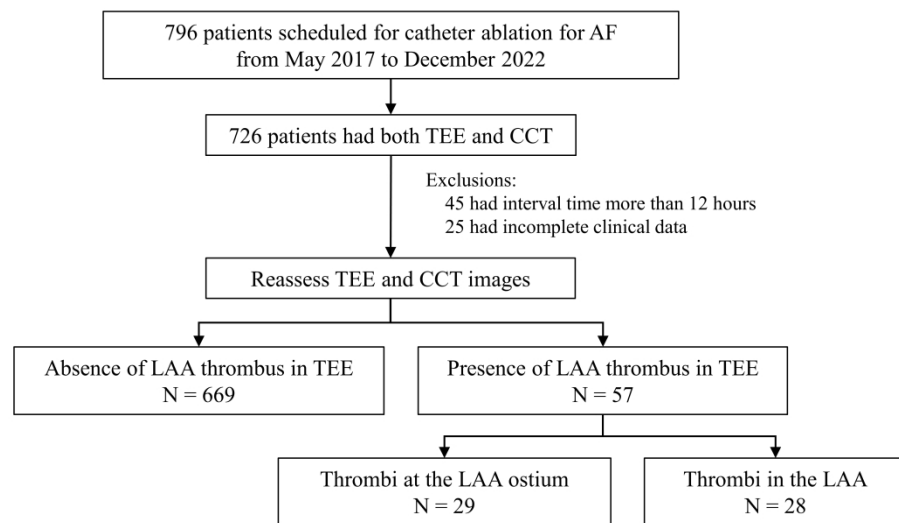 796 patients scheduled for catheter ablation for AF
from May 2017 to December 2022
726 patients had both TEE and CCT
Exclusions:
45 had interval time more than 12 hours
25 had incomplete clinical data
Reassess TEE and CCT images
Absence of LAA thrombus in TEE
N = 669
Presence of LAA thrombus in TEE
N = 57
Thrombi at the LAA ostium
N = 29
Thrombi in the LAA
N = 28